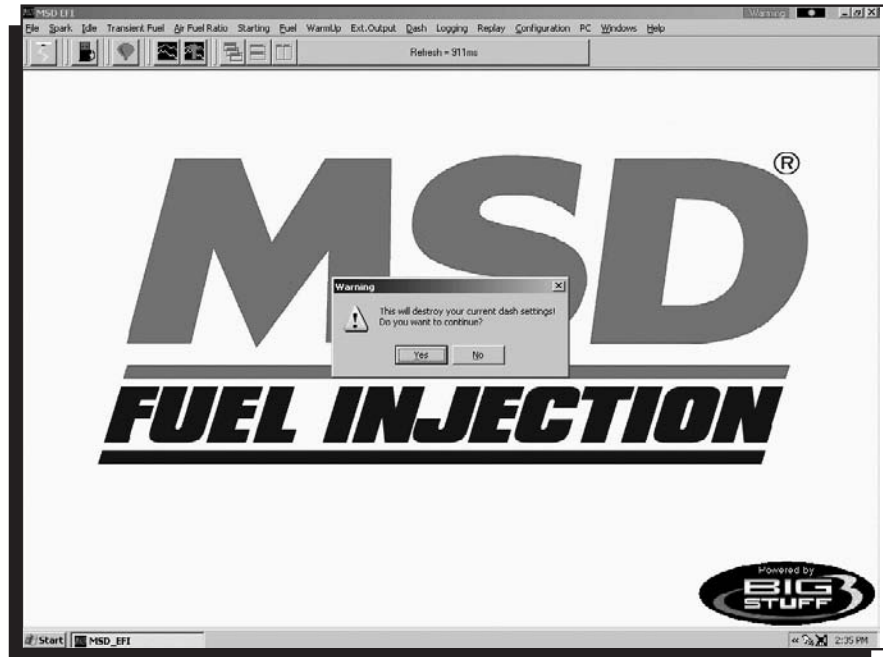 MSD EFI
Warning
File Spark Idle Transient Fuel Air Fuel Ratio Starting Fuel WarmUp Ext.Output Dash Logging Replay Configuration PC Windows Help
Refresh = 911ms
MSD®
Warning
This will destroy your current dash settings!
Do you want to continue?
Yes No
FUEL INJECTION
Powered by
BIG 3
STUFF
Start MSD_EFI 2:35 PM